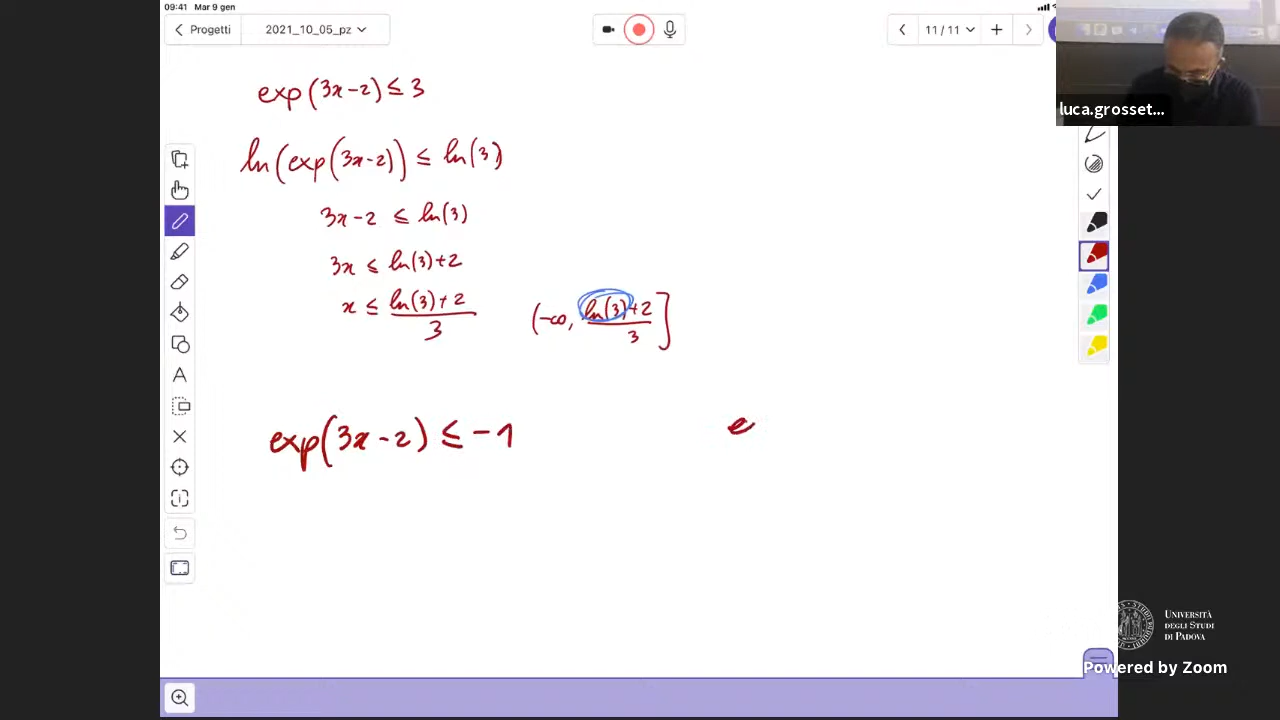 09:41 Mar 9 gen
Progetti
2021_10_05_pz
11/11
luca.grosset...
exp(3x-2) ≤ 3
ln(exp(3x-2)) ≤ ln(3)
3x-2 ≤ ln(3)
3x ≤ ln(3)+2
x ≤ ln(3)+2 / 3
(-∞, ln(3)+2 / 3]
exp(3x-2) ≤ -1
e
A
UNIVERSITÀ
DEGLI STUDI
DI PADOVA
Powered by Zoom